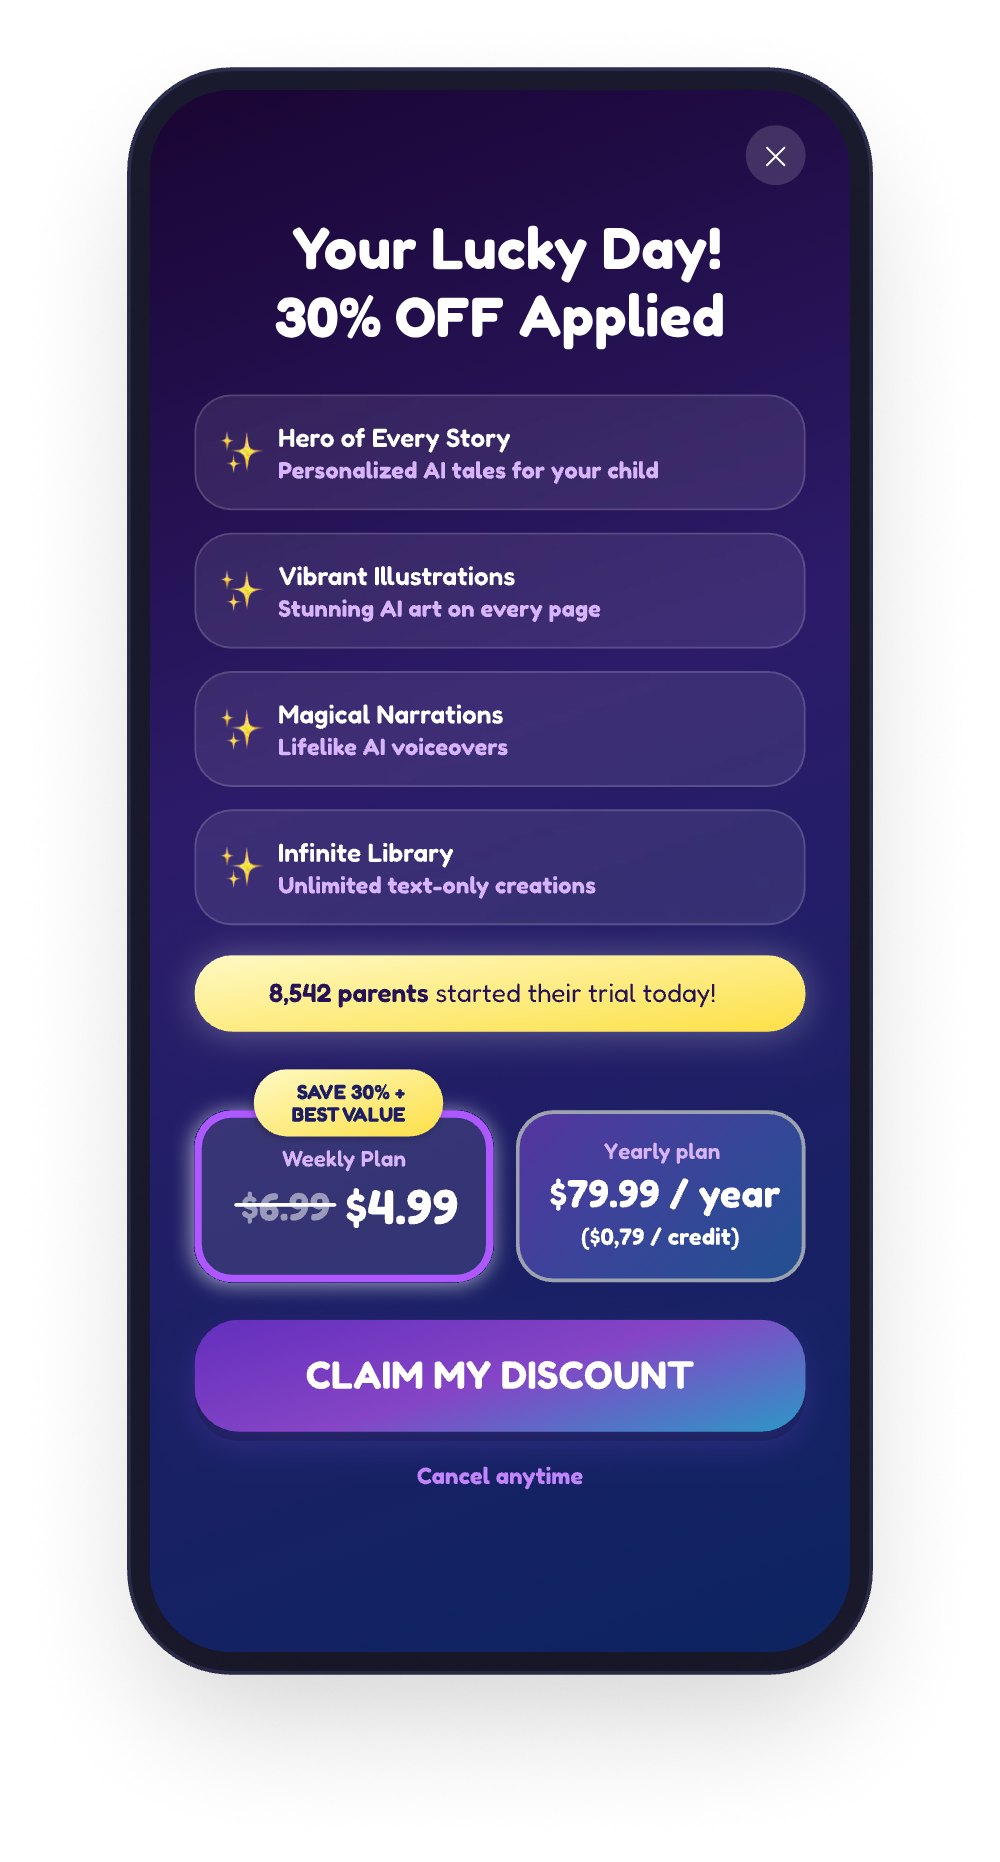 Your Lucky Day!
30% OFF Applied
Hero of Every Story
Personalized AI tales for your child
Vibrant Illustrations
Stunning AI art on every page
Magical Narrations
Lifelike AI voiceovers
Infinite Library
Unlimited text-only creations
8,542 parents started their trial today!
SAVE 30% +
BEST VALUE
Weekly Plan
$6.99 $4.99
Yearly plan
$79.99 / year
($0,79 / credit)
CLAIM MY DISCOUNT
Cancel anytime